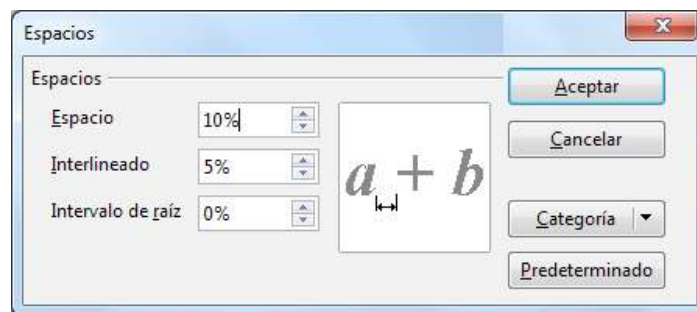 Espacios
Espacios
Espacio 10%
Interlineado 5%
Intervalo de raíz 0%
a + b
Aceptar
Cancelar
Categoría
Predeterminado